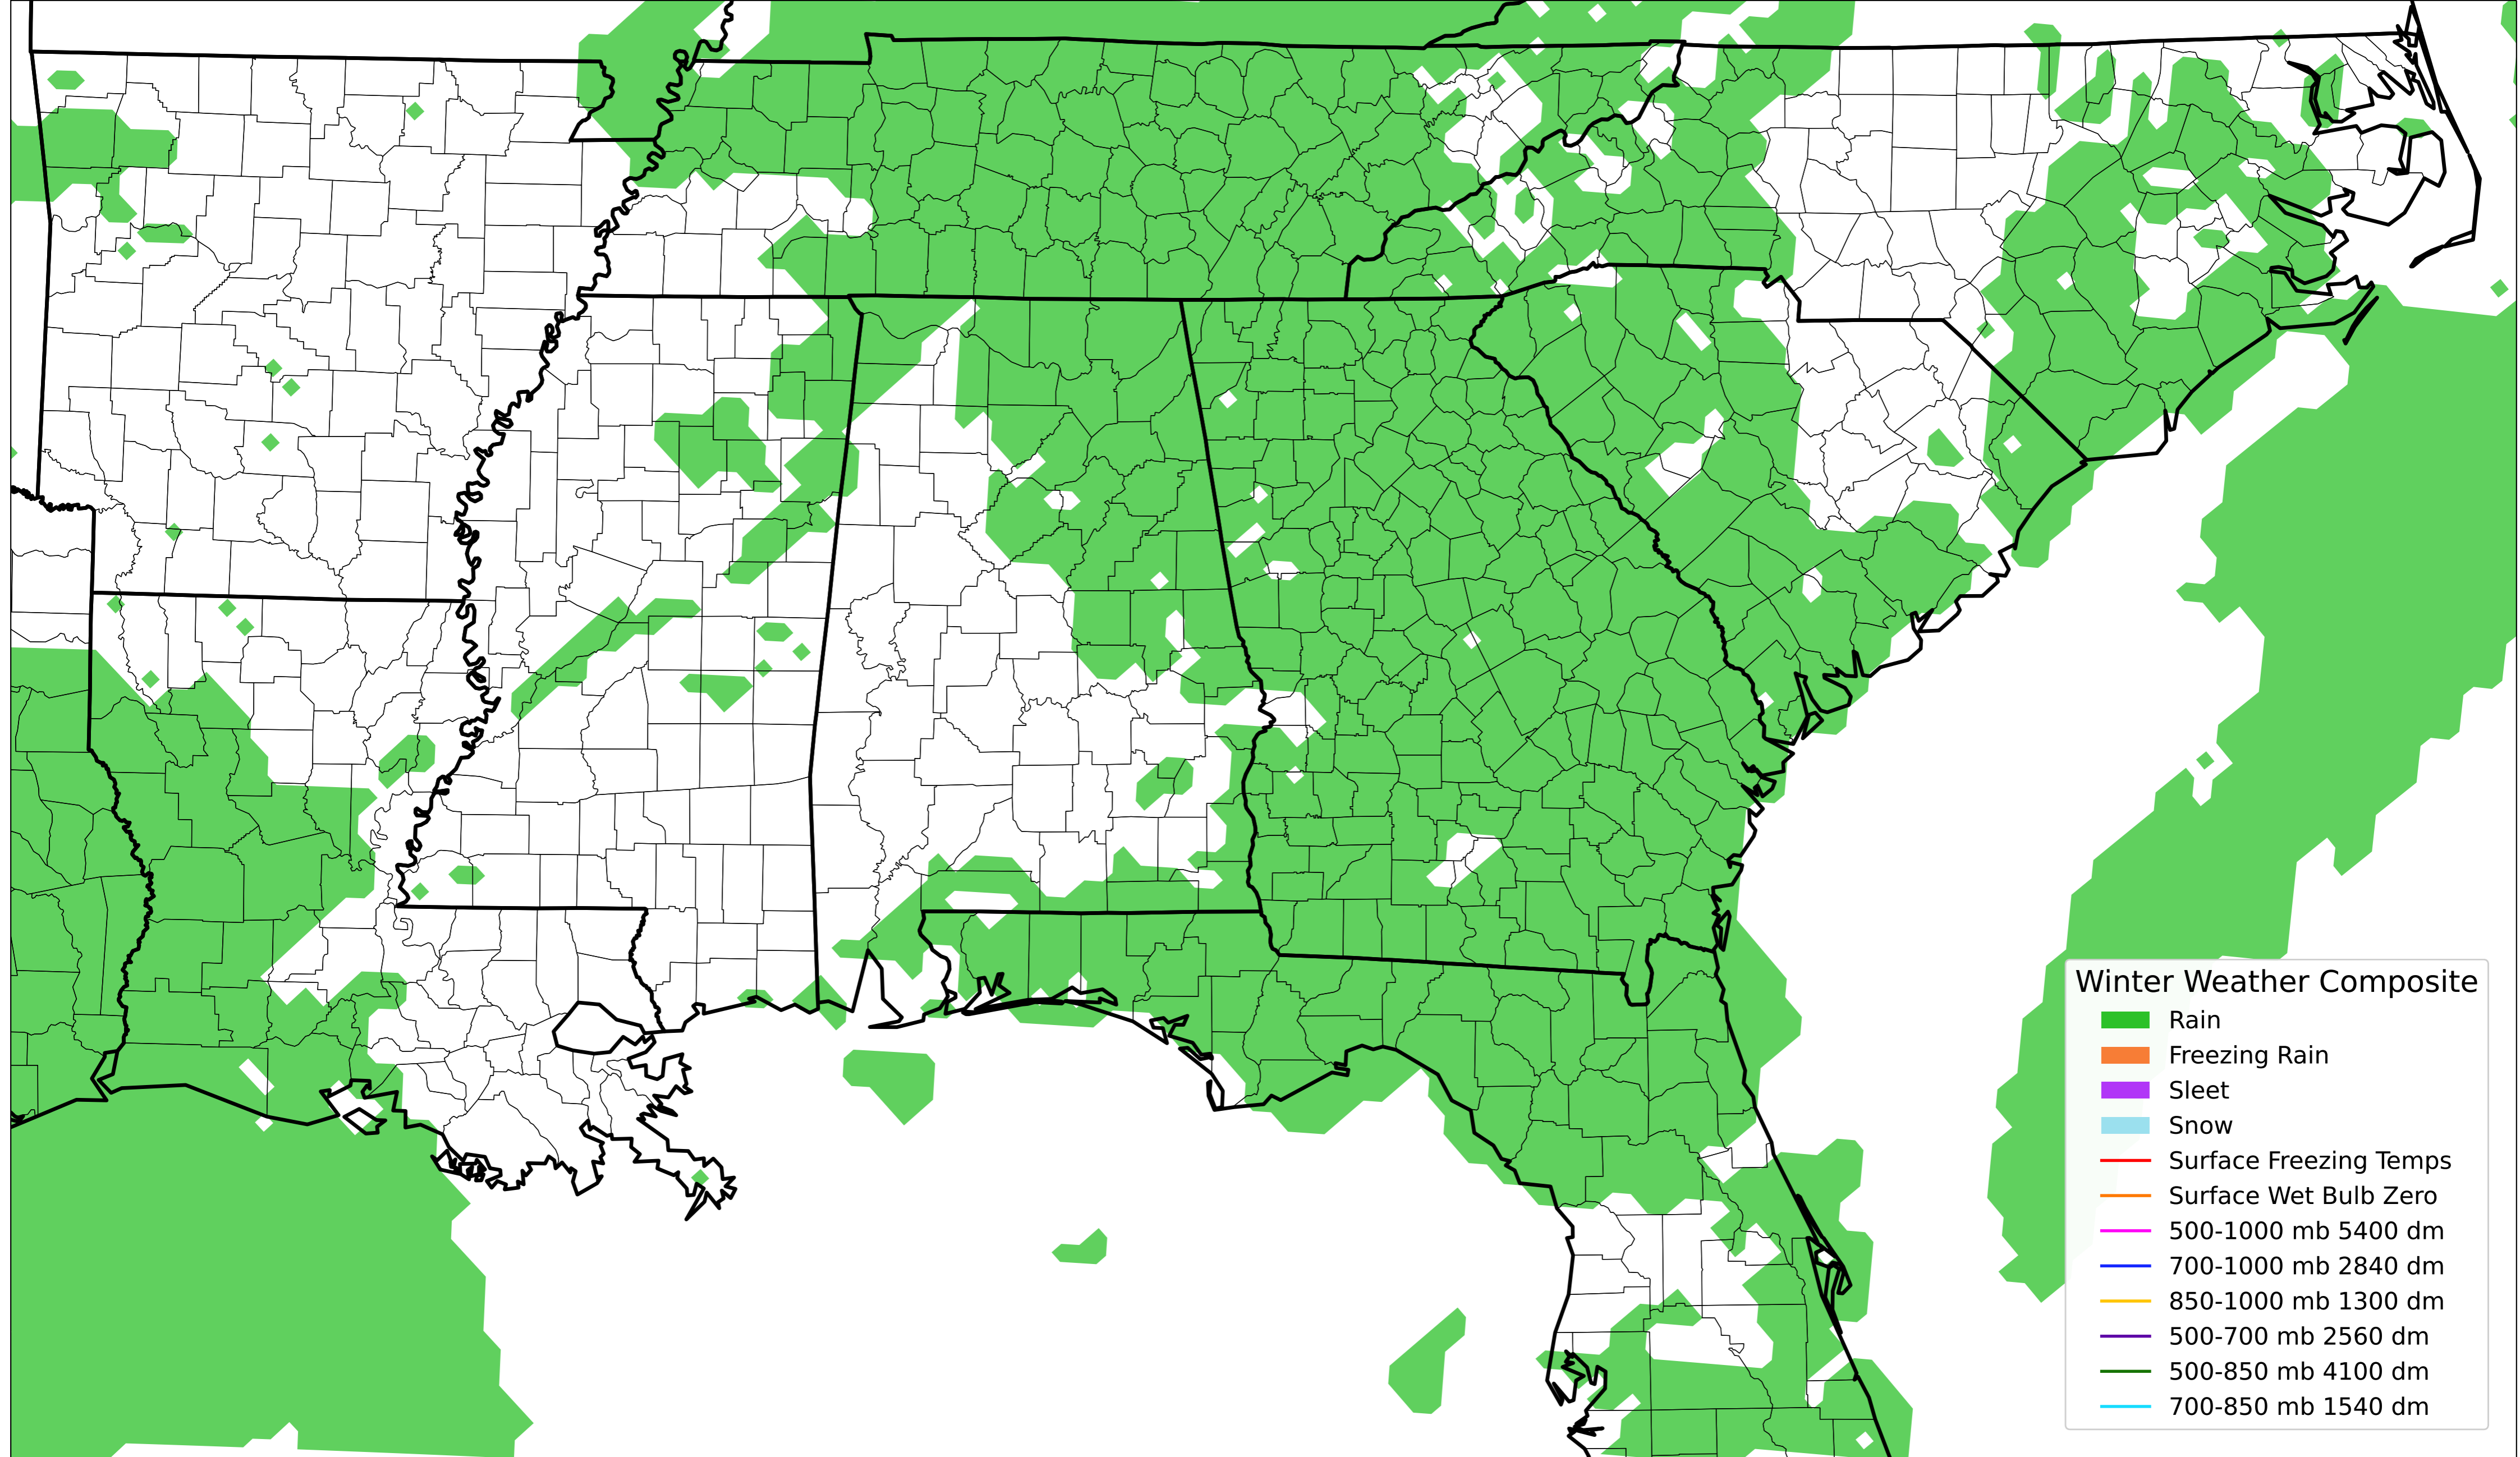 Winter Weather Composite
Rain
Freezing Rain
Sleet
Snow
Surface Freezing Temps
Surface Wet Bulb Zero
500-1000 mb 5400 dm
700-1000 mb 2840 dm
850-1000 mb 1300 dm
500-700 mb 2560 dm
500-850 mb 4100 dm
700-850 mb 1540 dm